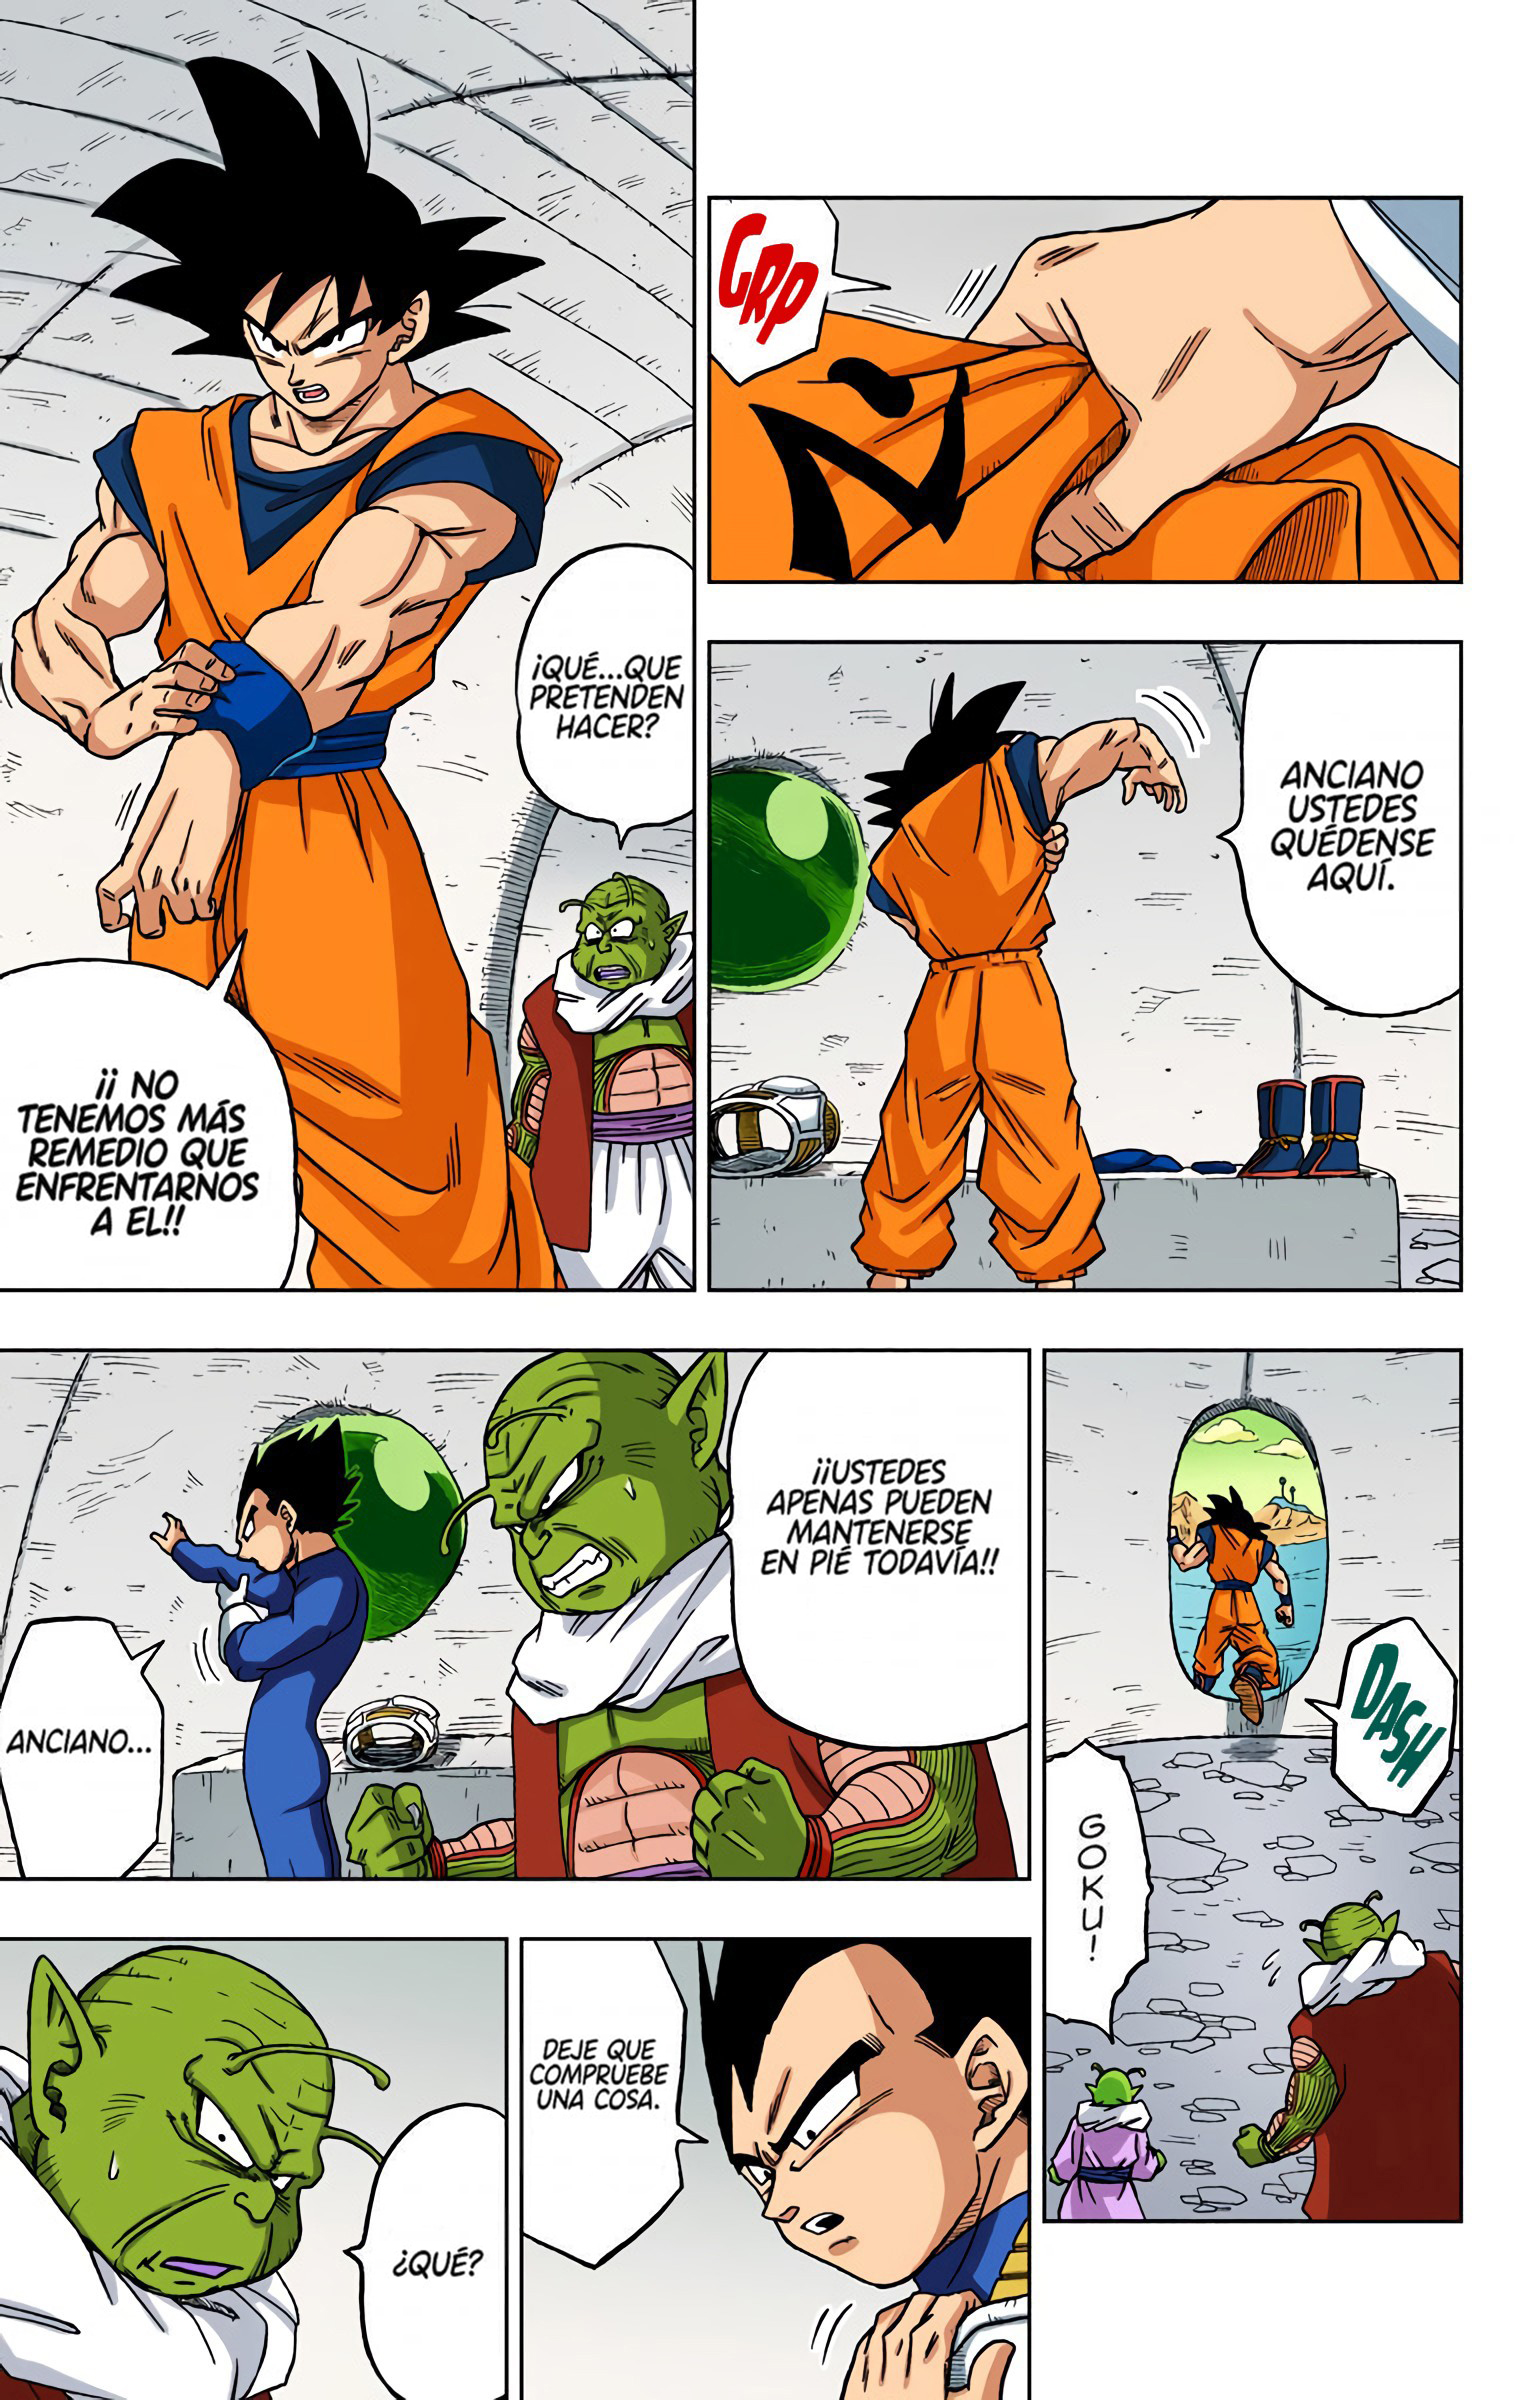 GRP
ANCIANO
USTEDES
QUÉDENSE
AQUÍ.
¡QUÉ...QUE
PRETENDEN
HACER?
¡¡ NO
TENEMOS MÁS
REMEDIO QUE
ENFRENTARNOS
A EL!!
DASH
GOKU!
¡¡USTEDES
APENAS PUEDEN
MANTENERSE
EN PIÉ TODAVÍA!!
ANCIANO...
DEJE QUE
COMPRUEBE
UNA COSA.
¿QUÉ?